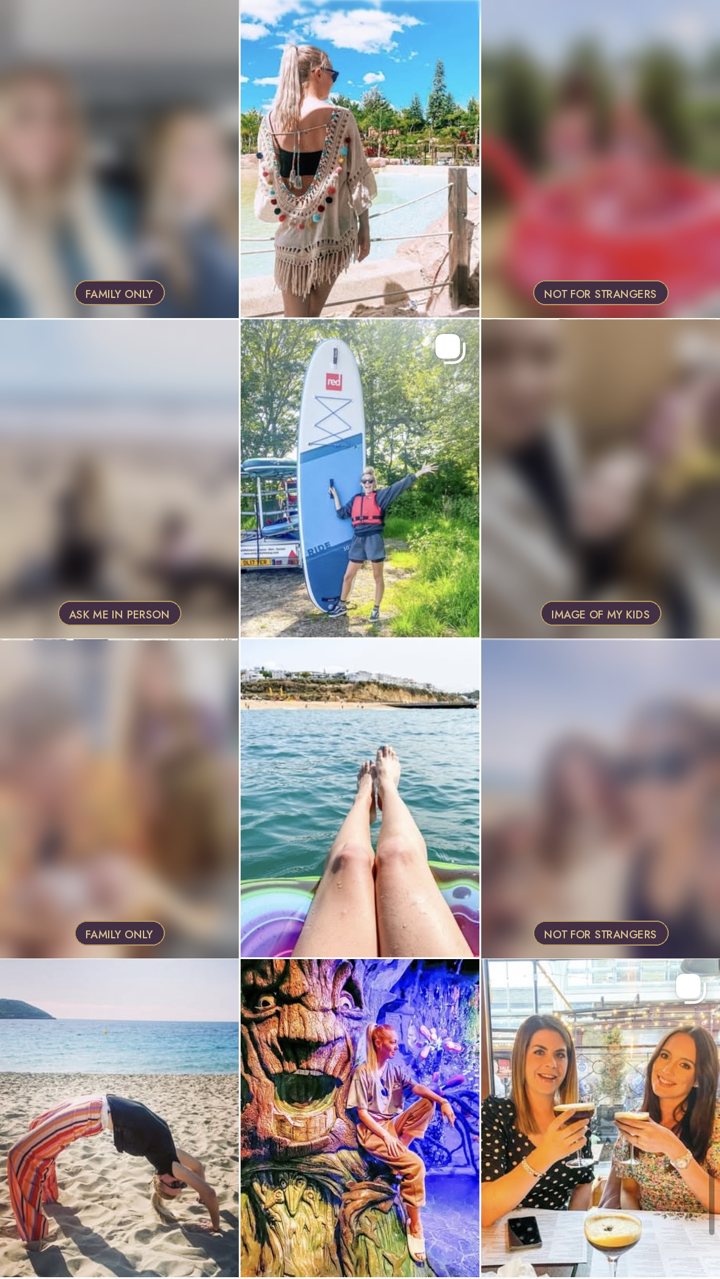 FAMILY ONLY
NOT FOR STRANGERS
red
RIDE
ASK ME IN PERSON
IMAGE OF MY KIDS
FAMILY ONLY
NOT FOR STRANGERS